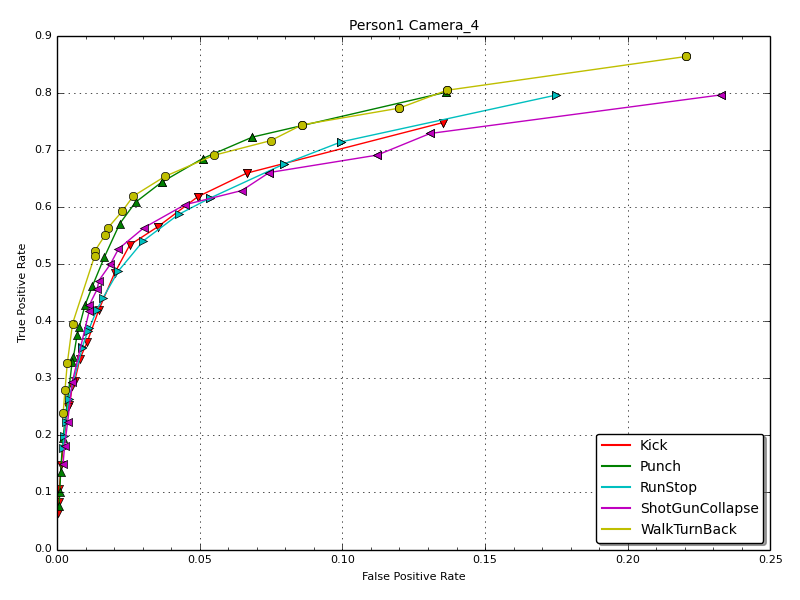 Person1 Camera_4
0.9
0.8
0.7
0.6
0.5
0.4
0.3
0.2
0.1
0.0
True Positive Rate
Kick
Punch
RunStop
ShotGunCollapse
WalkTurnBack
0.00 0.05 0.10 0.15 0.20 0.25
False Positive Rate